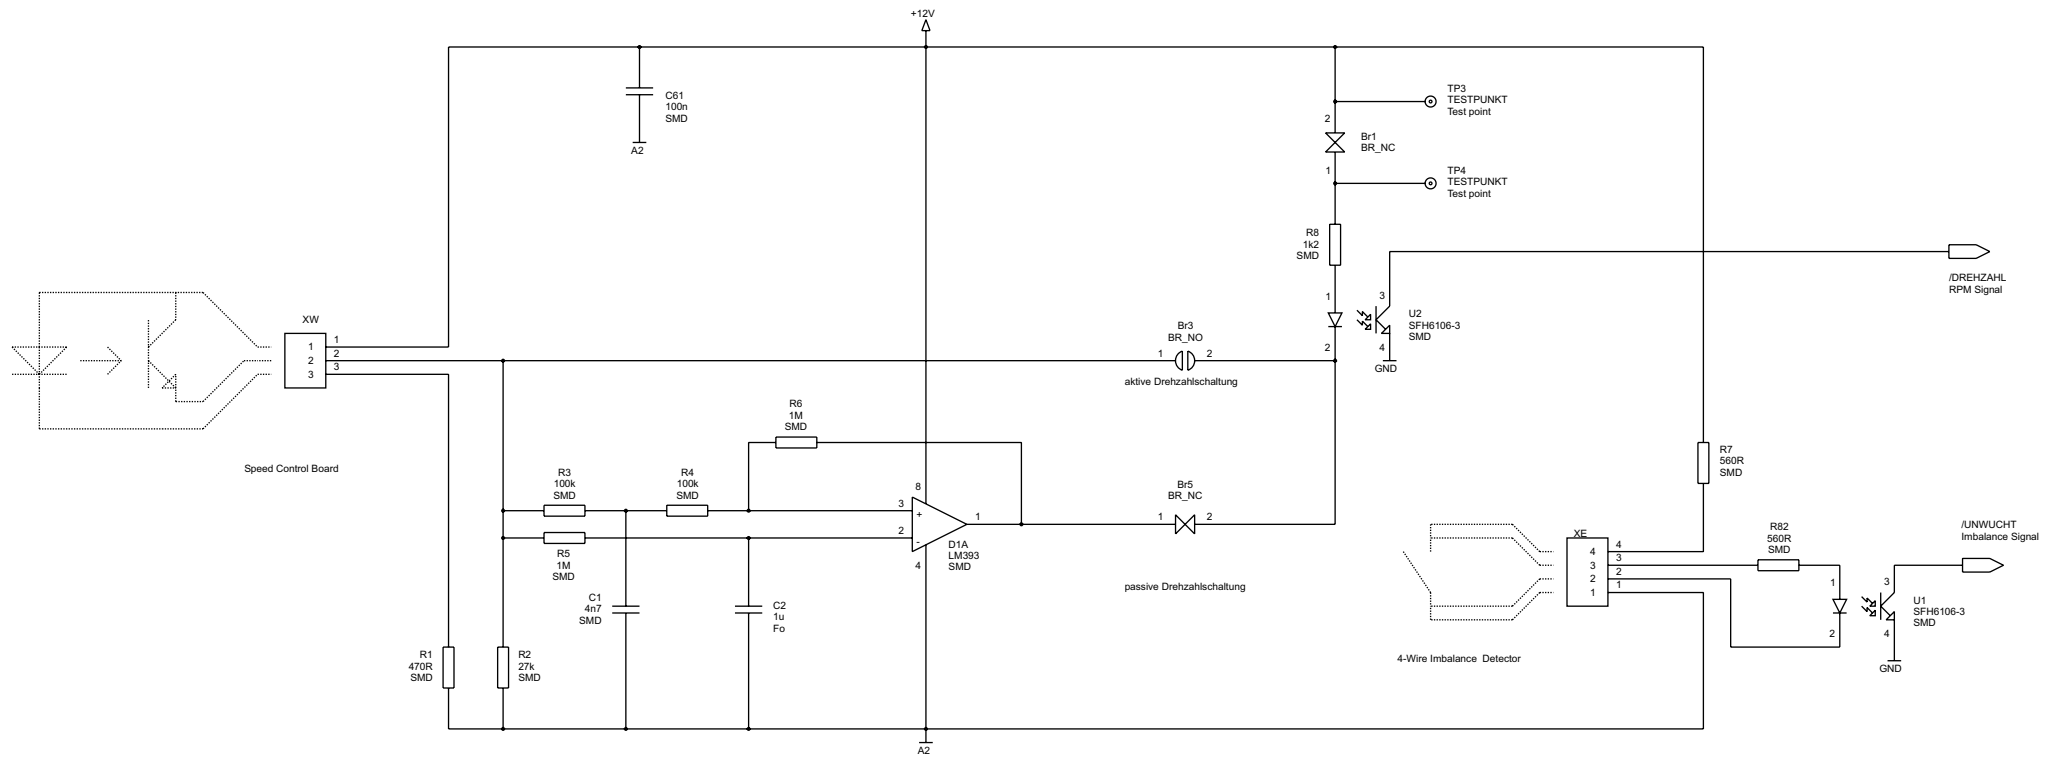 +12V
C61
100n
SMD
A2
TP3
TESTPUNKT
Test point
2
Br1
BR_NC
1
TP4
TESTPUNKT
Test point
R8
1k2
SMD
/DREHZAHL
RPM Signal
1
3
U2
SFH6106-3
SMD
2
4
GND
XW
1
1
2
2
3
3
Br3
BR_NO
1
2
aktive Drehzahlschaltung
R6
1M
SMD
Speed Control Board
R3
100k
SMD
R4
100k
SMD
8
3
+
2
-
1
4
D1A
LM393
SMD
R5
1M
SMD
Br5
BR_NC
1
2
passive Drehzahlschaltung
R7
560R
SMD
C1
4n7
SMD
C2
1u
Fo
XE
4
4
3
3
2
2
1
1
R82
560R
SMD
/UNWUCHT
Imbalance Signal
1
3
U1
SFH6106-3
SMD
2
4
GND
4-Wire Imbalance Detector
R1
470R
SMD
R2
27k
SMD
A2